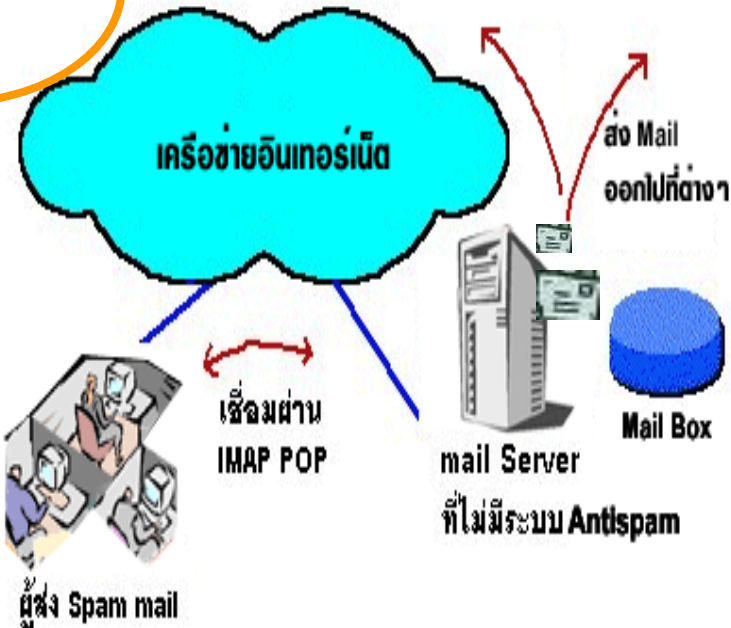 เครือข่ายอินเทอร์เน็ต
ส่ง Mail
ออกไปที่ต่างๆ
เชื่อมผ่าน
IMAP POP
Mail Box
mail Server
ที่ไม่มีระบบ Antispam
ผู้ส่ง Spam mail